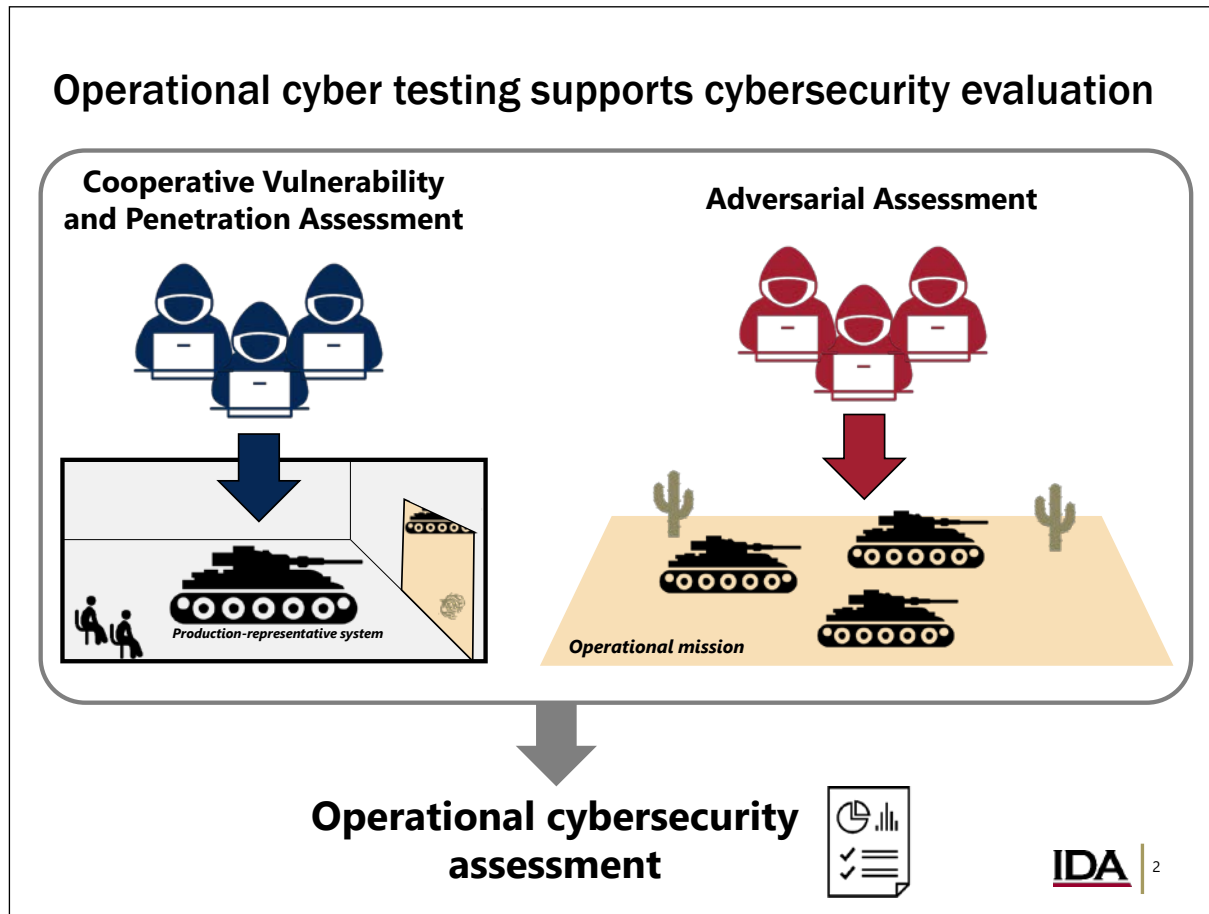 Operational cyber testing supports cybersecurity evaluation
Cooperative Vulnerability
and Penetration Assessment
Adversarial Assessment
Production-representative system
Operational mission
Operational cybersecurity
assessment
IDA
2